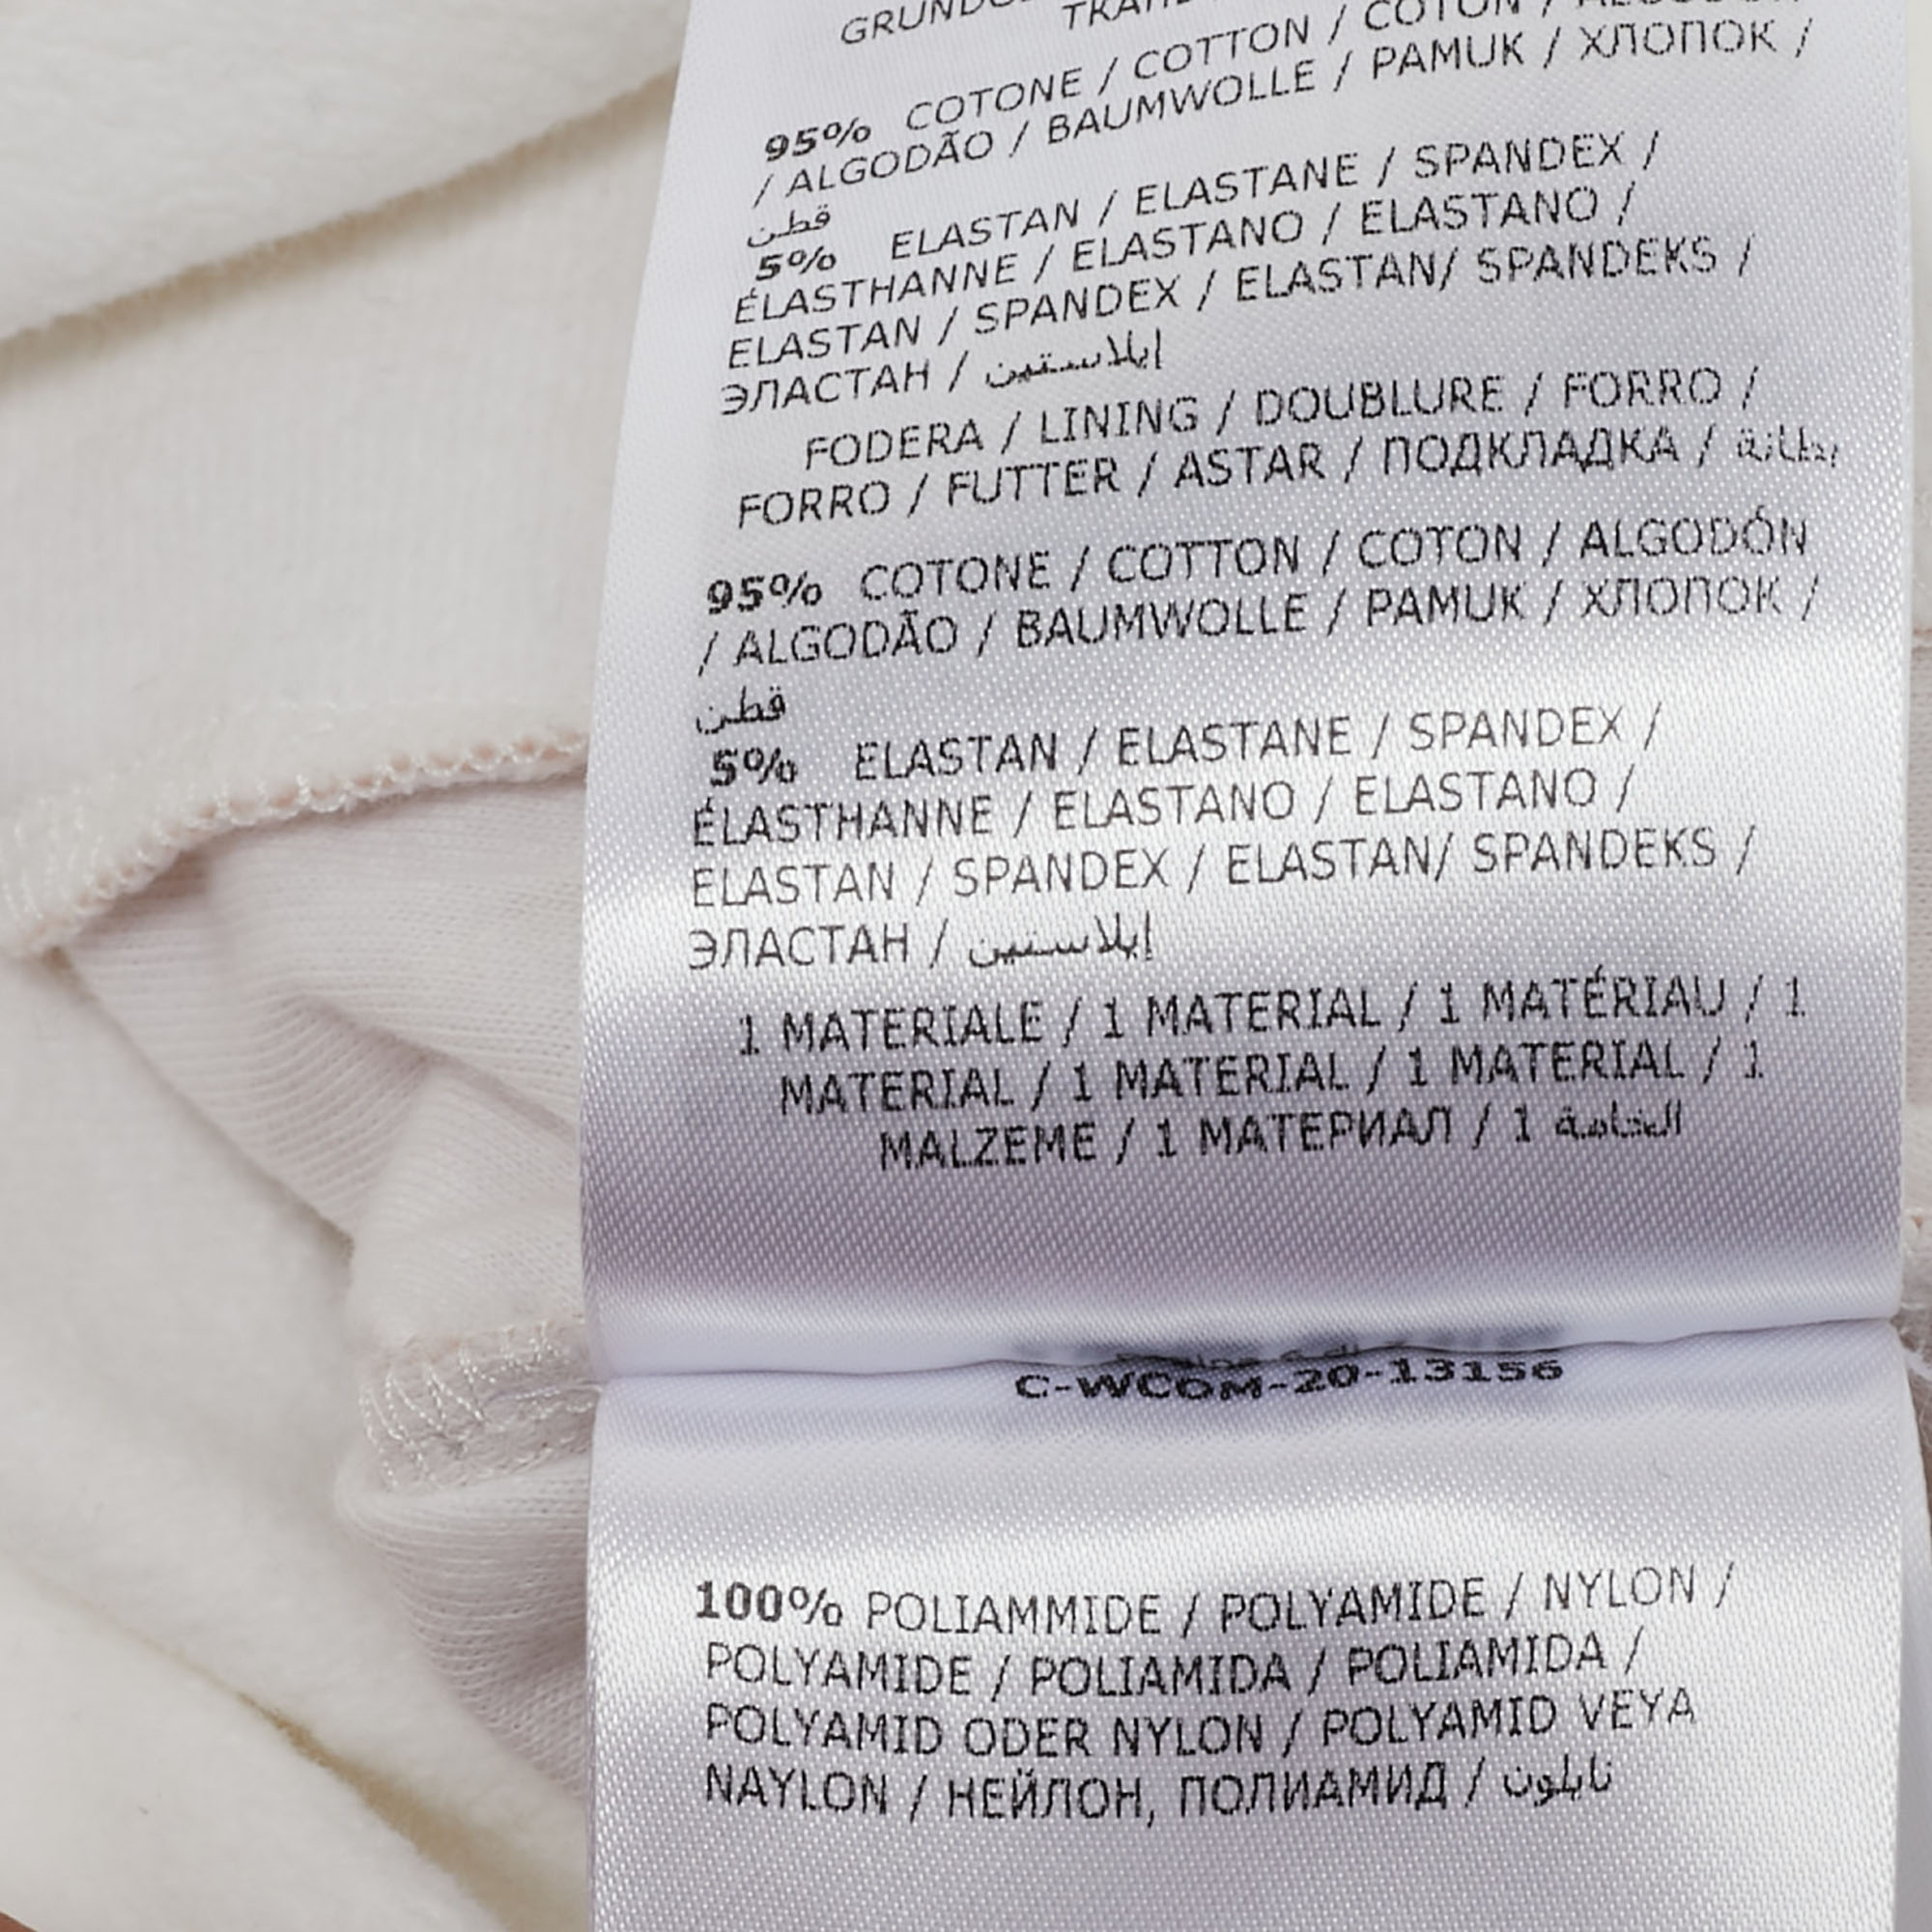 95% COTONE / COTTON / COTON /
/ ALGODÃO / BAUMWOLLE / PAMUK / ХЛОПОК /
قطن
5% ELASTAN / ELASTANE / SPANDEX /
ÉLASTHANNE / ELASTANO / ELASTANO /
ELASTAN / SPANDEX / ELASTAN/ SPANDEKS /
ЭЛАСТАН / إيلاستين
FODERA / LINING / DOUBLURE / FORRO /
FORRO / FUTTER / ASTAR / ПОДКЛАДКА / بطانة
95% COTONE / COTTON / COTON / ALGODÓN
/ ALGODÃO / BAUMWOLLE / PAMUK / ХЛОПОК /
قطن
5% ELASTAN / ELASTANE / SPANDEX /
ÉLASTHANNE / ELASTANO / ELASTANO /
ELASTAN / SPANDEX / ELASTAN/ SPANDEKS /
ЭЛАСТАН / إيلاستين
1 MATERIALE / 1 MATERIAL / 1 MATÉRIAU / 1
MATERIAL / 1 MATERIAL / 1 MATERIAL / 1
MALZEME / 1 МАТЕРИАЛ / 1 الخامة
C-WCOM-20-13156
100% POLIAMMIDE / POLYAMIDE / NYLON /
POLYAMIDE / POLIAMIDA / POLIAMIDA /
POLYAMID ODER NYLON / POLYAMID VEYA
NAYLON / НЕЙЛОН, ПОЛИАМИД / نايلون